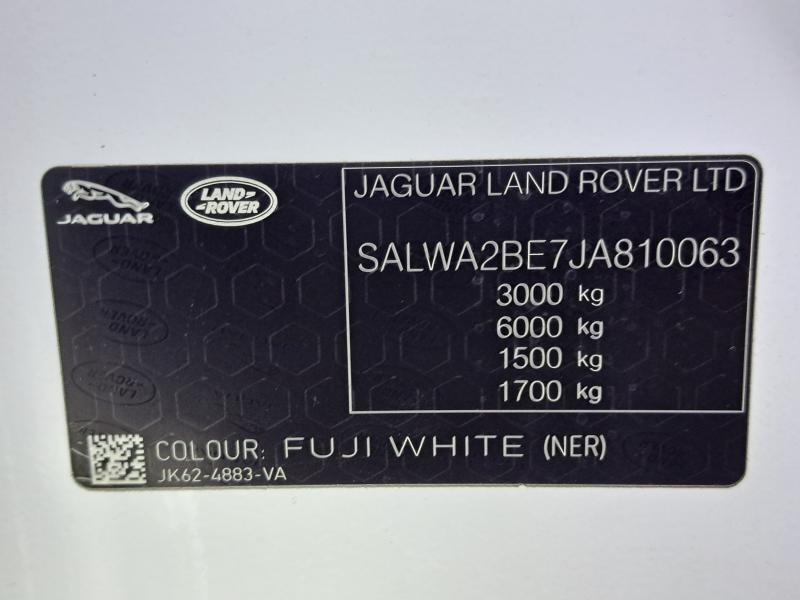 JAGUAR
LAND-
-ROVER
JAGUAR LAND ROVER LTD
SALWA2BE7JA810063
3000 kg
6000 kg
1500 kg
1700 kg
COLOUR: FUJI WHITE (NER)
JK62-4883-VA